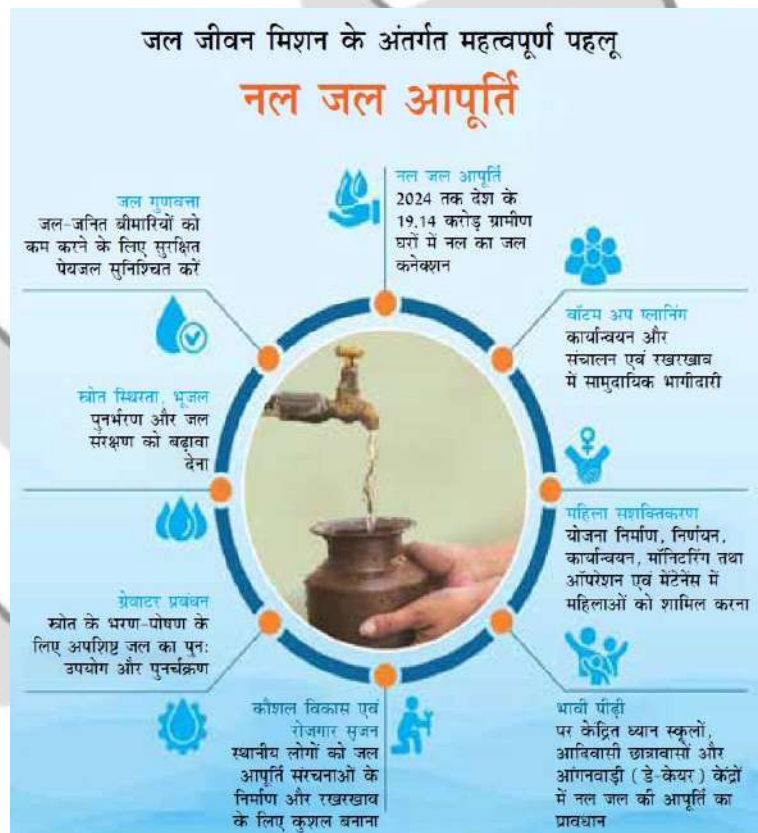 जल जीवन मिशन के अंतर्गत महत्वपूर्ण पहलू
नल जल आपूर्ति
नल जल आपूर्ति
2024 तक देश के
19.14 करोड़ ग्रामीण
घरों में नल का जल
कनेक्शन
बॉटम अप प्लानिंग
कार्यान्वयन और
संचालन एवं रखरखाव
में सामुदायिक भागीदारी
महिला सशक्तिकरण
योजना निर्माण, निर्णयन,
कार्यान्वयन, मॉनिटरिंग तथा
ऑपरेशन एवं मेंटेनेंस में
महिलाओं को शामिल करना
भावी पीढ़ी
पर केंद्रित ध्यान स्कूलों,
आदिवासी छात्रावासों और
आंगनवाड़ी (डे-केयर) केंद्रों
में नल जल की आपूर्ति का
प्रावधान
कौशल विकास एवं
रोजगार सृजन
स्थानीय लोगों को जल
आपूर्ति संरचनाओं के
निर्माण और रखरखाव
के लिए कुशल बनाना
ग्रेवाटर प्रबंधन
स्रोत के भरण-पोषण के
लिए अपशिष्ट जल का पुन:
उपयोग और पुनर्चक्रण
स्रोत स्थिरता, भूजल
पुनर्भरण और जल
संरक्षण को बढ़ावा
देना
जल गुणवत्ता
जल-जनित बीमारियों को
कम करने के लिए सुरक्षित
पेयजल सुनिश्चित करें